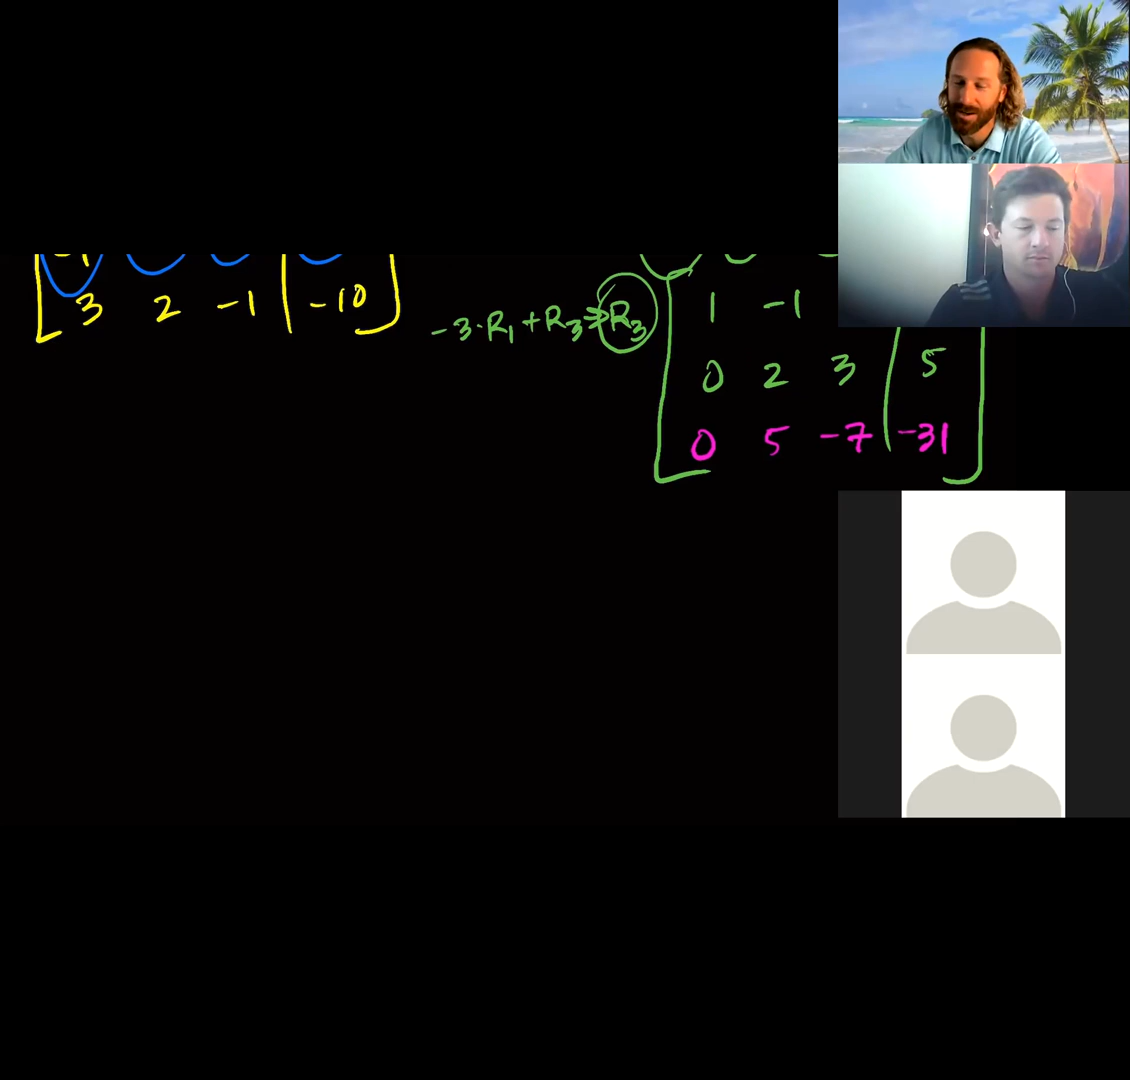 3 2 -1 | -10
-3·R₁ + R₃ ⇒ R₃
1 -1
0 2 3 | 5
0 5 -7 | -31